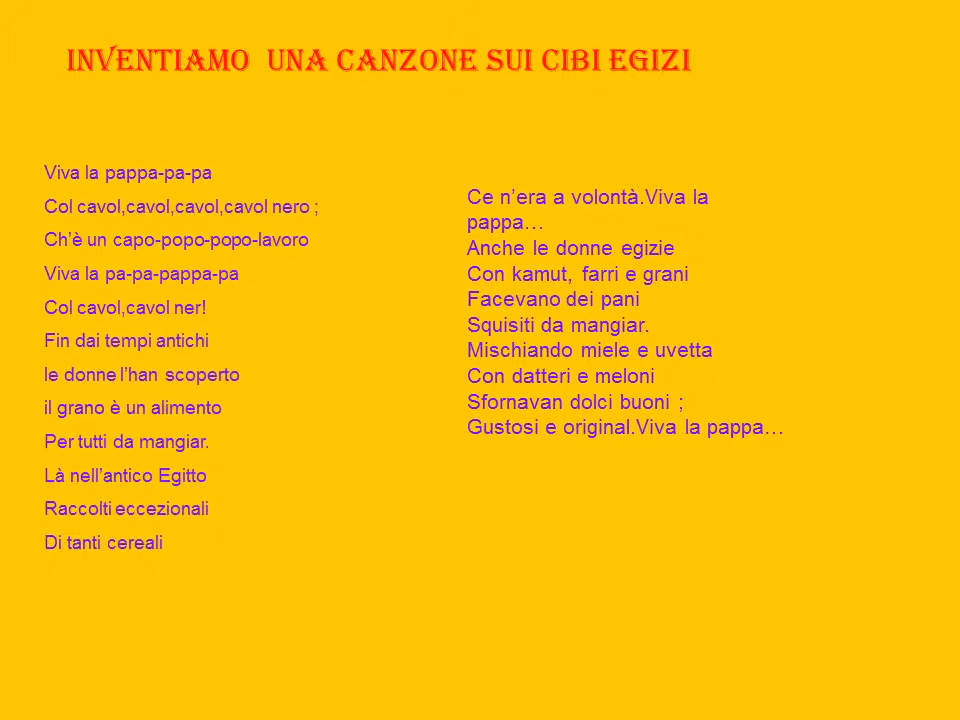 INVENTIAMO UNA CANZONE SUI CIBI EGIZI
Viva la pappa-pa-pa
Col cavol,cavol,cavol,cavol nero ;
Ch'è un capo-popo-popo-lavoro
Viva la pa-pa-pappa-pa
Col cavol,cavol ner!
Fin dai tempi antichi
le donne l'han scoperto
il grano è un alimento
Per tutti da mangiar.
Là nell'antico Egitto
Raccolti eccezionali
Di tanti cereali
Ce n'era a volontà.Viva la
pappa…
Anche le donne egizie
Con kamut, farri e grani
Facevano dei pani
Squisiti da mangiar.
Mischiando miele e uvetta
Con datteri e meloni
Sfornavan dolci buoni ;
Gustosi e original.Viva la pappa…